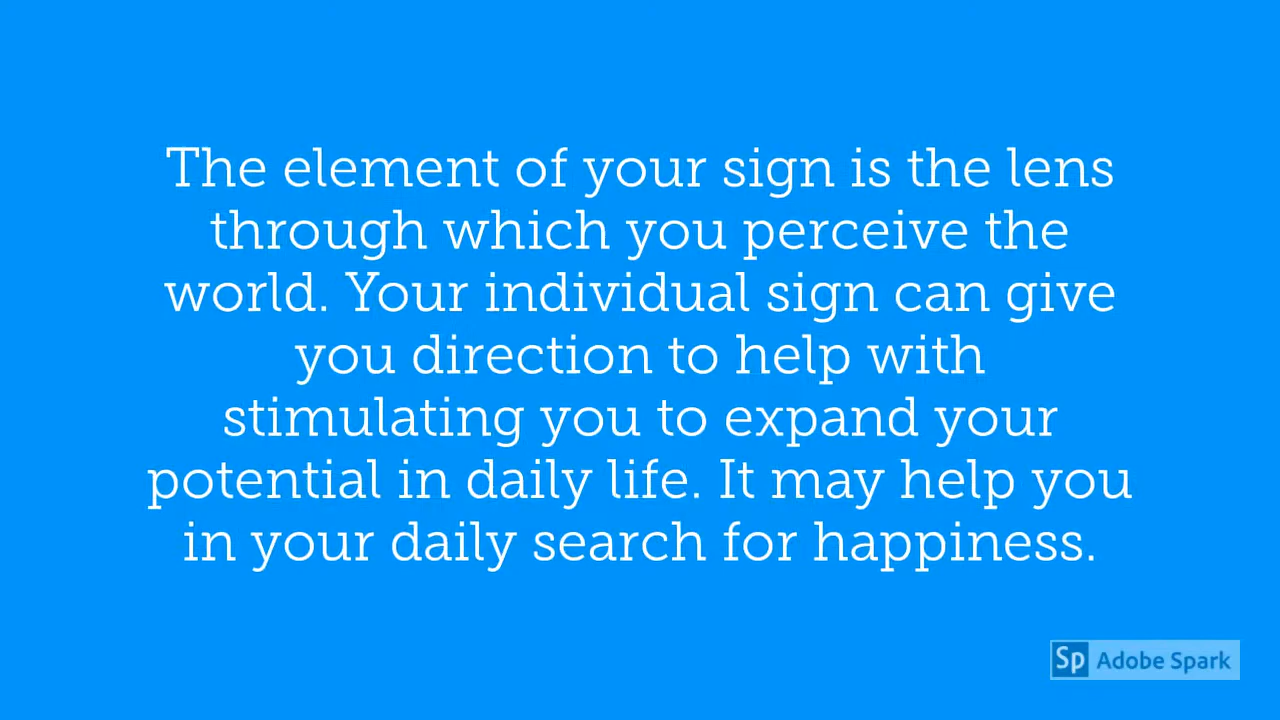 The element of your sign is the lens
through which you perceive the
world. Your individual sign can give
you direction to help with
stimulating you to expand your
potential in daily life. It may help you
in your daily search for happiness.
Sp Adobe Spark